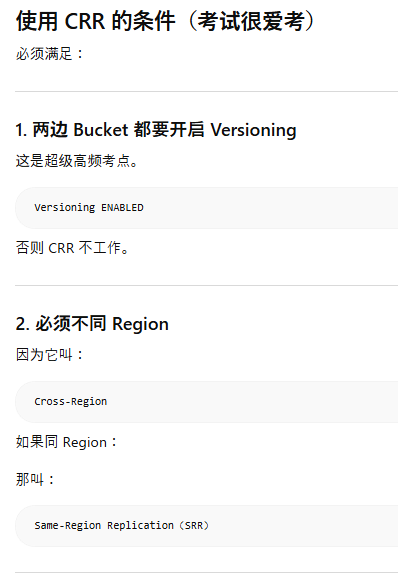 使用 CRR 的条件（考试很爱考）
必须满足：
1. 两边 Bucket 都要开启 Versioning
这是超级高频考点。
Versioning ENABLED
否则 CRR 不工作。
2. 必须不同 Region
因为它叫：
Cross-Region
如果同 Region：
那叫：
Same-Region Replication（SRR）